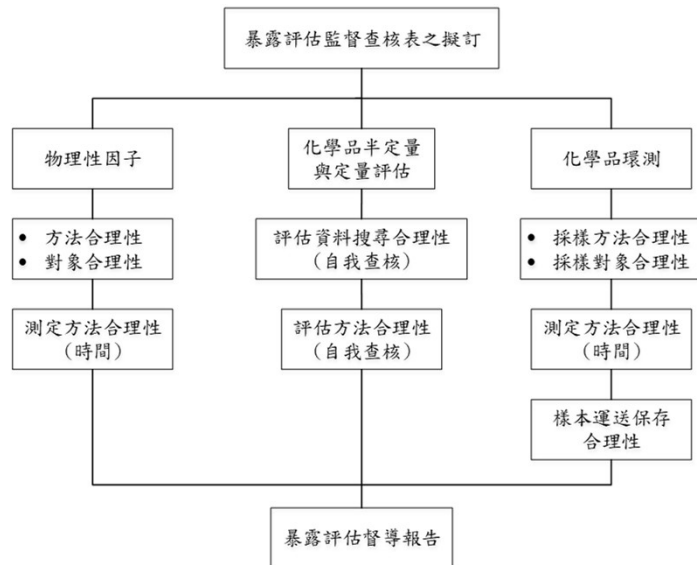 暴露評估監督查核表之擬訂
物理性因子
• 方法合理性
• 對象合理性
測定方法合理性
(時間)
化學品半定量
與定量評估
評估資料搜尋合理性
(自我查核)
評估方法合理性
(自我查核)
化學品環測
• 採樣方法合理性
• 採樣對象合理性
測定方法合理性
(時間)
樣本運送保存
合理性
暴露評估督導報告